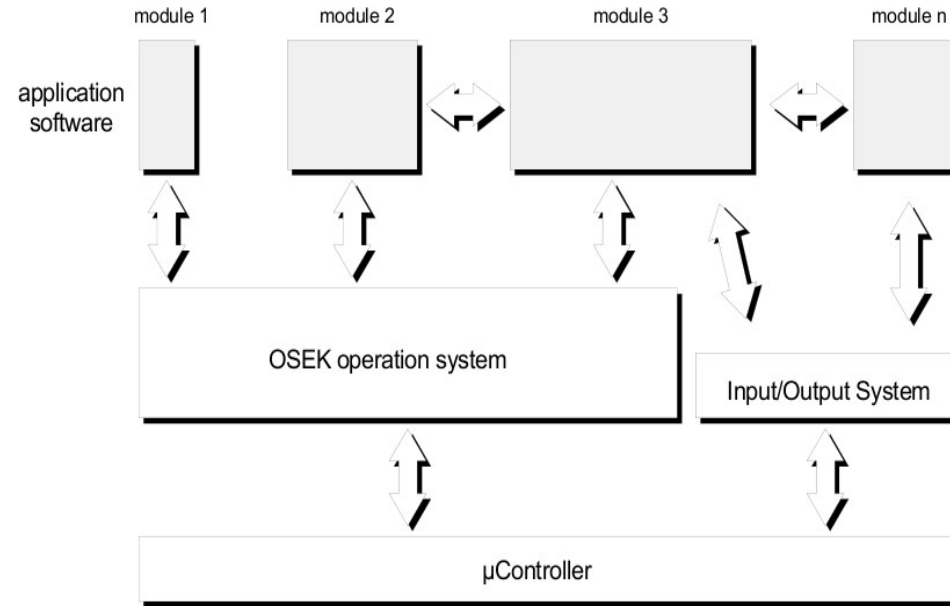 module 1
module 2
module 3
module n
application
software
OSEK operation system
Input/Output System
µController